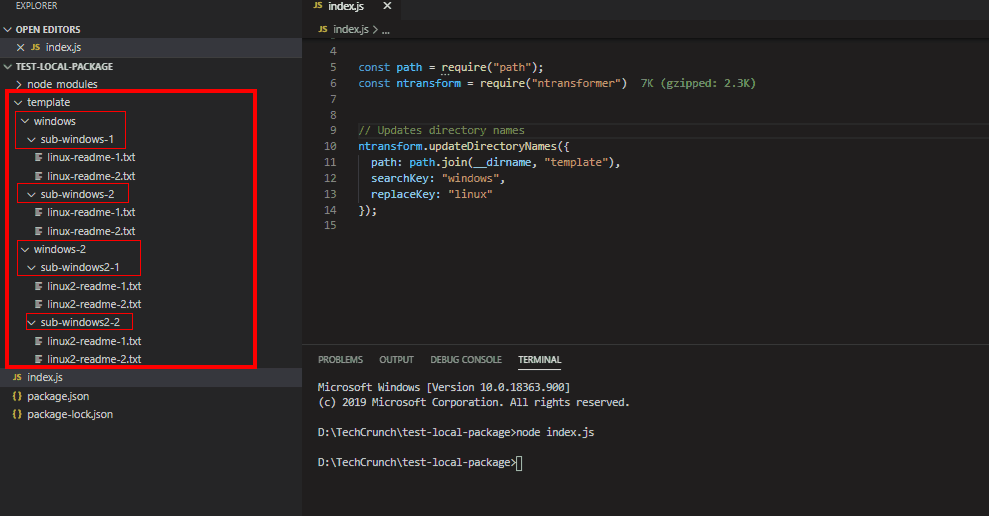 EXPLORER
OPEN EDITORS
JS index.js
TEST-LOCAL-PACKAGE
node modules
template
windows
sub-windows-1
linux-readme-1.txt
linux-readme-2.txt
sub-windows-2
linux-readme-1.txt
linux-readme-2.txt
windows-2
sub-windows2-1
linux2-readme-1.txt
linux2-readme-2.txt
sub-windows2-2
linux2-readme-1.txt
linux2-readme-2.txt
JS index.js
{} package.json
{} package-lock.json
JS index.js
JS index.js > ...
4
5 const path = require("path");
6 const ntransform = require("ntransformer") 7K (gzipped: 2.3K)
7
8
9 // Updates directory names
10 ntransform.updateDirectoryNames({
11 path: path.join(__dirname, "template"),
12 searchKey: "windows",
13 replaceKey: "linux"
14 });
15
PROBLEMS OUTPUT DEBUG CONSOLE TERMINAL
Microsoft Windows [Version 10.0.18363.900]
(c) 2019 Microsoft Corporation. All rights reserved.
D:\TechCrunch\test-local-package>node index.js
D:\TechCrunch\test-local-package>